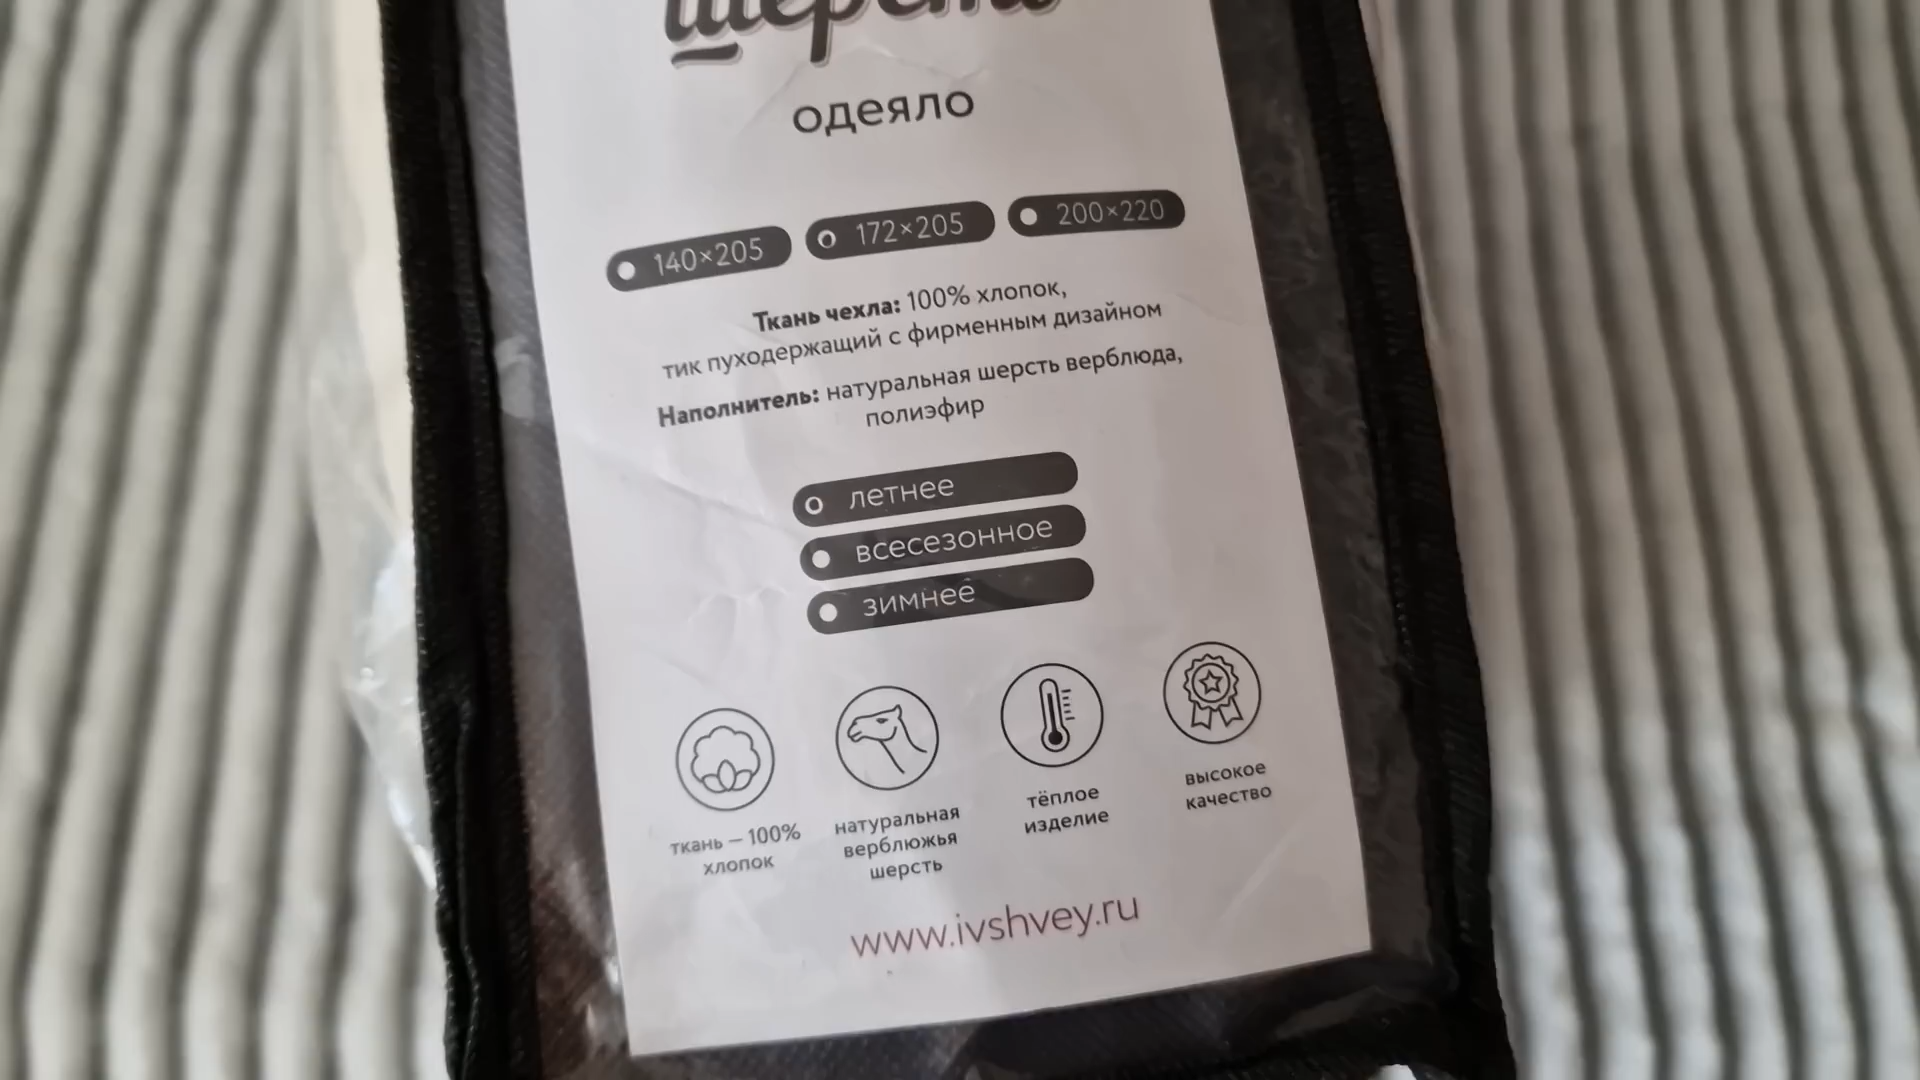 шерсть
одеяло
140×205 172×205 200×220
Ткань чехла: 100% хлопок,
тик пуходержащий с фирменным дизайном
Наполнитель: натуральная шерсть верблюда,
полиэфир
летнее
всесезонное
зимнее
ткань – 100%
хлопок
натуральная
верблюжья
шерсть
тёплое
изделие
высокое
качество
www.ivshvey.ru